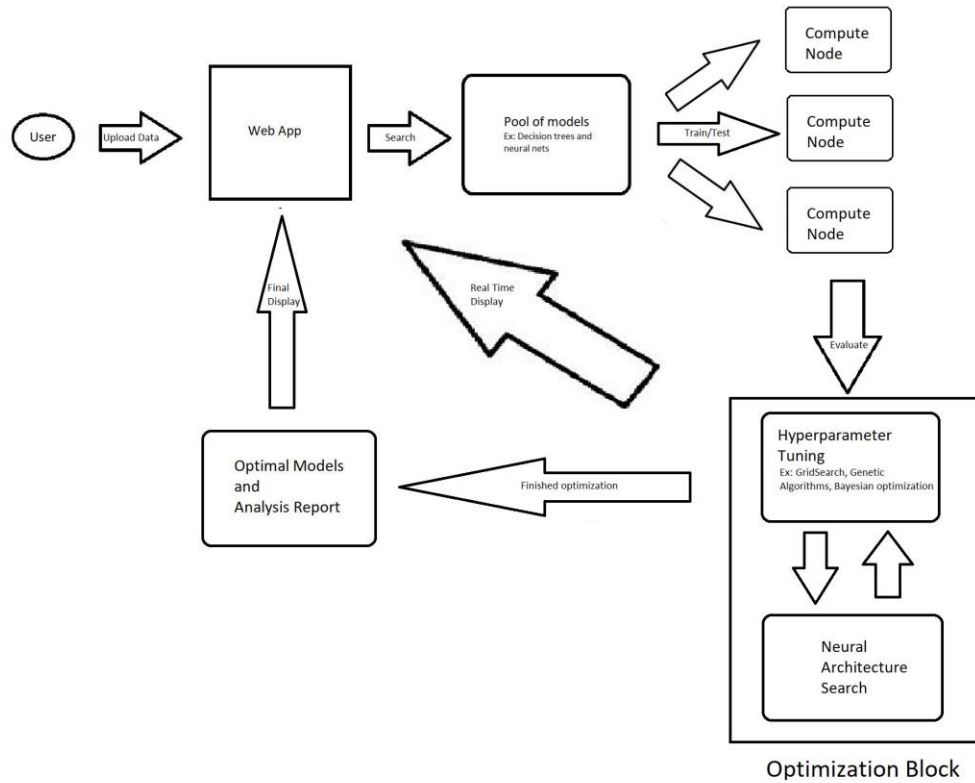 User
Upload Data
Web App
Search
Pool of models
Ex: Decision trees and
neural nets
Train/Test
Compute
Node
Compute
Node
Compute
Node
Evaluate
Final
Display
Real Time
Display
Optimal Models
and
Analysis Report
Finished optimization
Hyperparameter
Tuning
Ex: GridSearch, Genetic
Algorithms, Bayesian optimization
Neural
Architecture
Search
Optimization Block